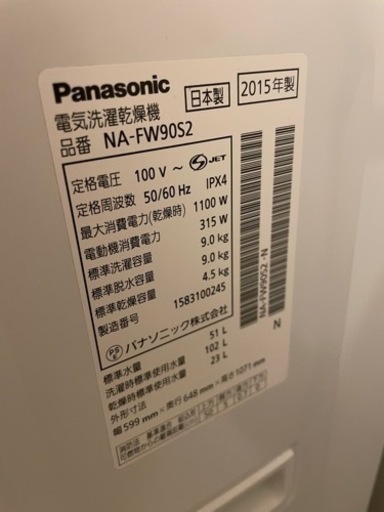 Panasonic 日本製 2015年製
電気洗濯乾燥機
品番 NA-FW90S2
定格電圧 100 V ～ S JET
定格周波数 50/60 Hz IPX4
最大消費電力(乾燥時) 1100 W
電動機消費電力 315 W
標準洗濯容量 9.0 kg
標準脱水容量 9.0 kg
標準乾燥容量 4.5 kg
製造番号 1583100245
PS E パナソニック株式会社
標準水量 51 L
洗濯時標準使用水量 102 L
乾燥時標準使用水量 23 L
外形寸法
幅 599 mm × 奥行 648 mm × 高さ 1071 mm
NA-FW90S2 -N
N